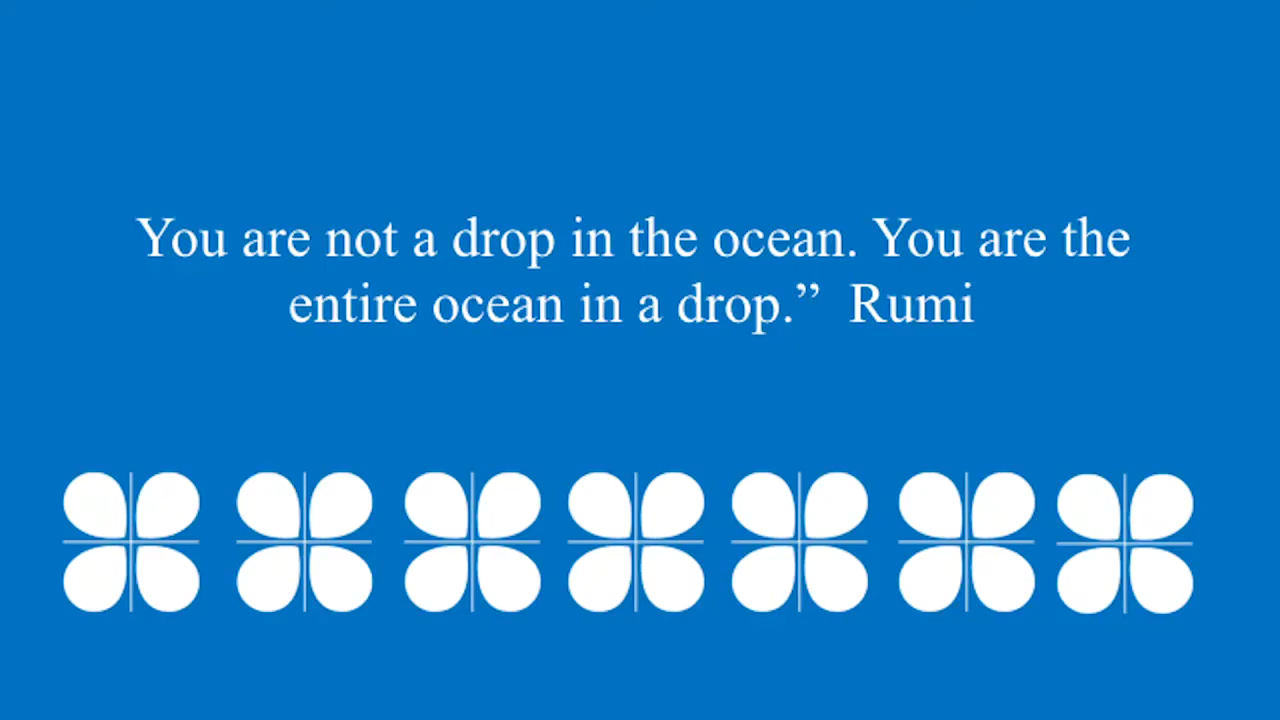 You are not a drop in the ocean. You are the
entire ocean in a drop.”  Rumi